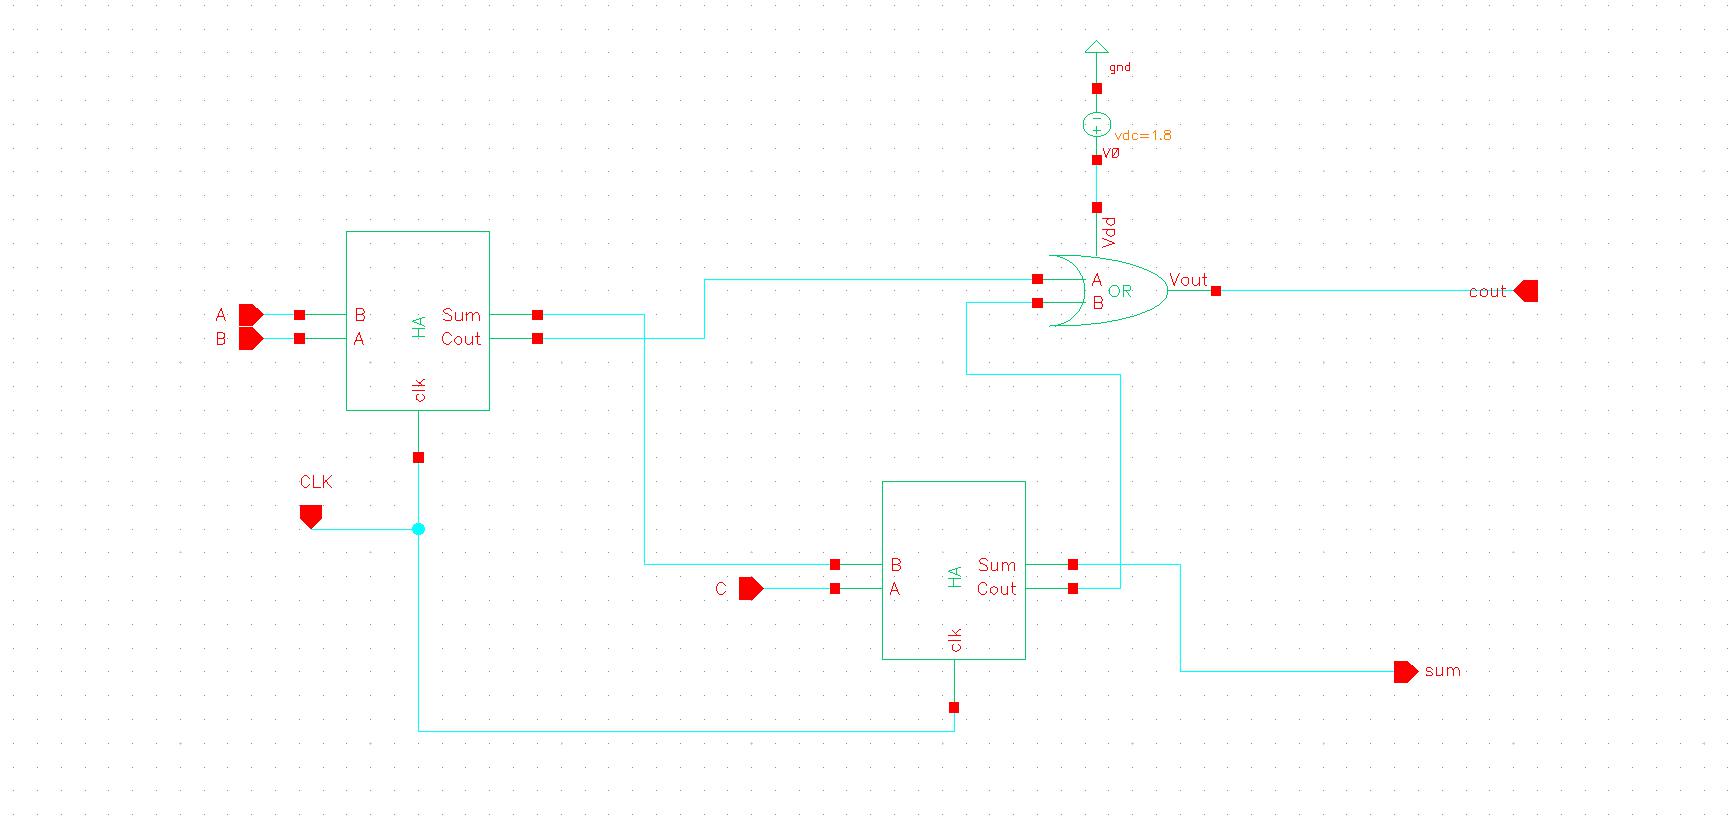 gnd
vdc=1.8
V0
Vdd
A
B
OR
Vout
cout
A
B
B
A
HA
Sum
Cout
clk
CLK
C
B
A
HA
Sum
Cout
clk
sum